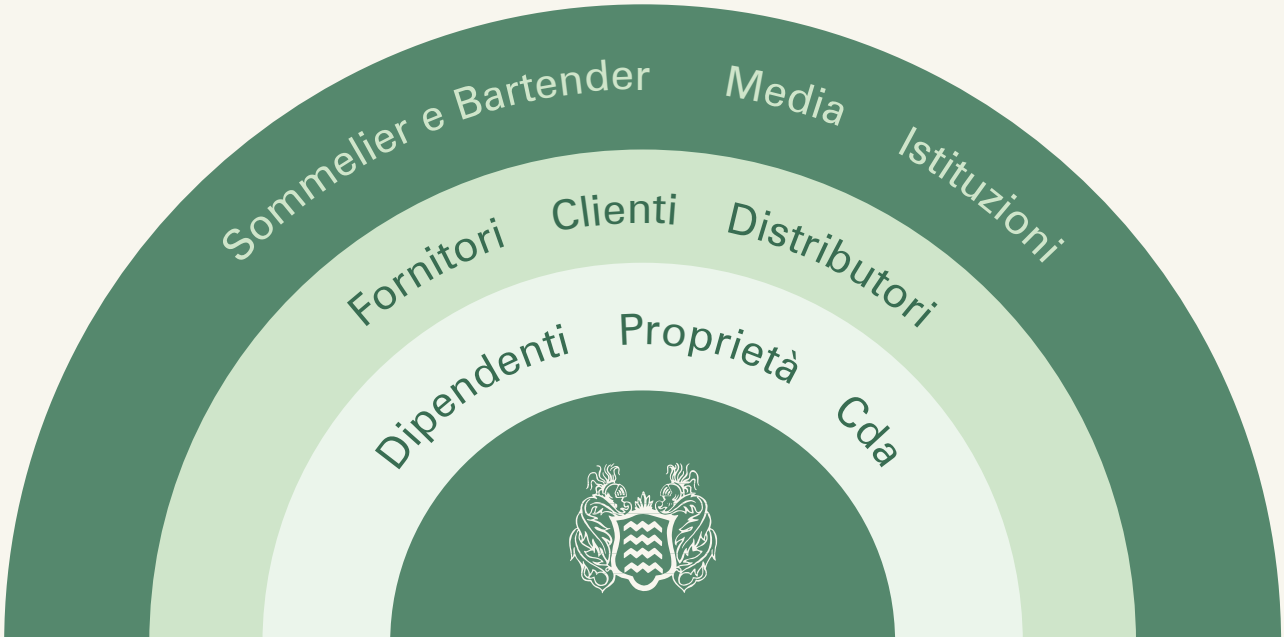 Sommelier e Bartender Media Istituzioni
Fornitori Clienti Distributori
Dipendenti Proprietà Cda